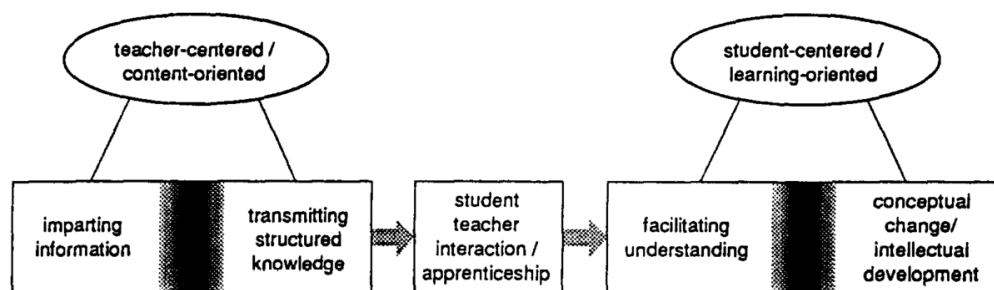 teacher-centered /
content-oriented
student-centered /
learning-oriented
imparting
information
transmitting
structured
knowledge
student
teacher
interaction /
apprenticeship
facilitating
understanding
conceptual
change/
intellectual
development